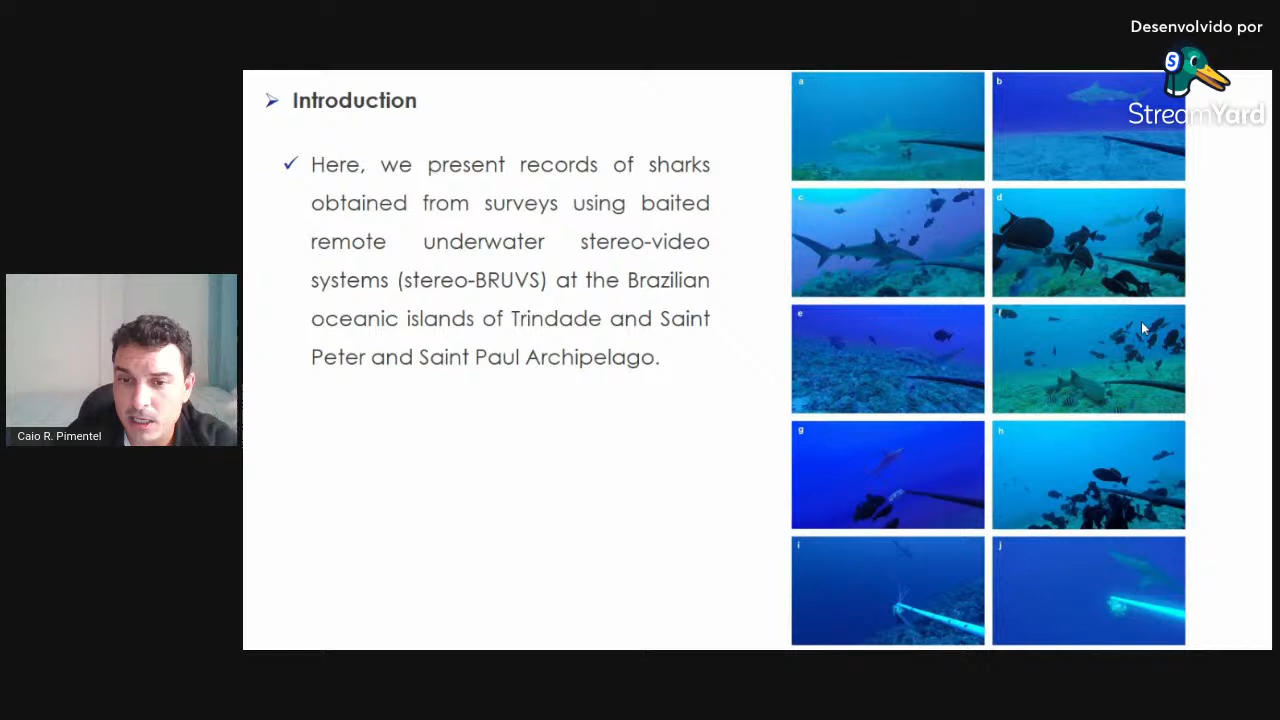 Desenvolvido por
S
StreamYard
Introduction
Here, we present records of sharks
obtained from surveys using baited
remote underwater stereo-video
systems (stereo-BRUVS) at the Brazilian
oceanic islands of Trindade and Saint
Peter and Saint Paul Archipelago.
a
b
c
d
e
f
g
h
i
j
Caio R. Pimentel